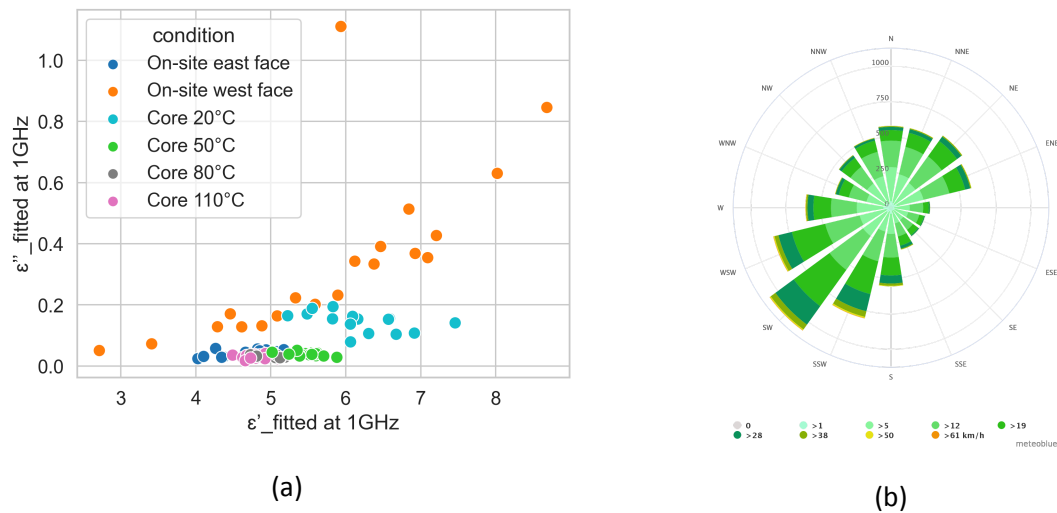 condition
On-site east face
On-site west face
Core 20°C
Core 50°C
Core 80°C
Core 110°C
1.0
0.8
0.6
0.4
0.2
0.0
ε″_fitted at 1GHz
3 4 5 6 7 8
ε′_fitted at 1GHz
(a)
N
NNW NNE
NW NE
WNW ENE
W
WSW ESE
SW SE
SSW SSE
S
1000
750
250
0
0 >1 >5 >12 >19
>28 >38 >50 >61 km/h
meteoblue
(b)